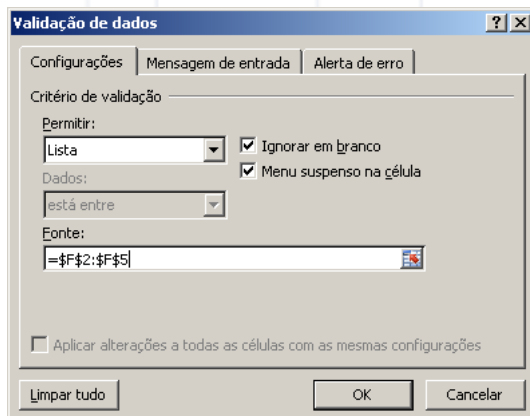 Validação de dados
Configurações Mensagem de entrada Alerta de erro
Critério de validação
Permitir:
Lista
Ignorar em branco
Menu suspenso na célula
Dados:
está entre
Fonte:
=$F$2:$F$5
Aplicar alterações a todas as células com as mesmas configurações
Limpar tudo OK Cancelar